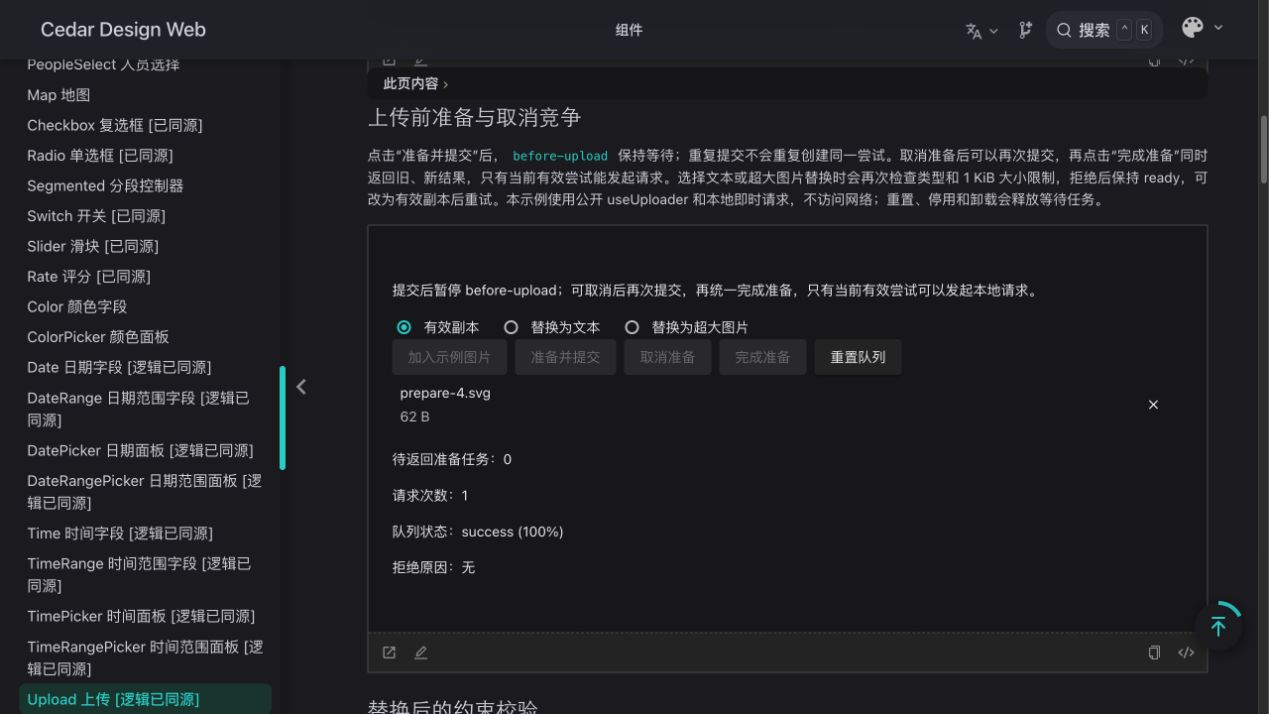 Cedar Design Web
组件
搜索 ^ K
PeopleSelect 人员选择
Map 地图
Checkbox 复选框 [已同源]
Radio 单选框 [已同源]
Segmented 分段控制器
Switch 开关 [已同源]
Slider 滑块 [已同源]
Rate 评分 [已同源]
Color 颜色字段
ColorPicker 颜色面板
Date 日期字段 [逻辑已同源]
DateRange 日期范围字段 [逻辑已
同源]
DatePicker 日期面板 [逻辑已同源]
DateRangePicker 日期范围面板 [逻
辑已同源]
Time 时间字段 [逻辑已同源]
TimeRange 时间范围字段 [逻辑已
同源]
TimePicker 时间面板 [逻辑已同源]
TimeRangePicker 时间范围面板 [逻
辑已同源]
Upload 上传 [逻辑已同源]
此页内容 ›
上传前准备与取消竞争
点击“准备并提交”后， before-upload 保持等待；重复提交不会重复创建同一尝试。取消准备后可以再次提交，再点击“完成准备”同时
返回旧、新结果，只有当前有效尝试能发起请求。选择文本或超大图片替换时会再次检查类型和 1 KiB 大小限制，拒绝后保持 ready，可
改为有效副本后重试。本示例使用公开 useUploader 和本地即时请求，不访问网络；重置、停用和卸载会释放等待任务。
提交后暂停 before-upload；可取消后再次提交，再统一完成准备，只有当前有效尝试可以发起本地请求。
有效副本 替换为文本 替换为超大图片
加入示例图片 准备并提交 取消准备 完成准备 重置队列
prepare-4.svg
62 B
待返回准备任务：0
请求次数：1
队列状态：success (100%)
拒绝原因：无
替换后的约束校验